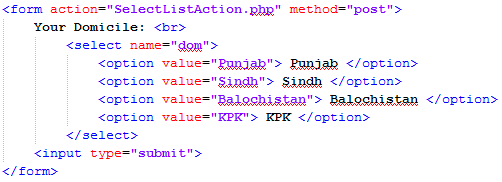 <form action="SelectListAction.php" method="post">
Your Domicile: <br>
<select name="dom">
<option value="Punjab"> Punjab </option>
<option value="Sindh"> Sindh </option>
<option value="Balochistan"> Balochistan </option>
<option value="KPK"> KPK </option>
</select>
<input type="submit">
</form>